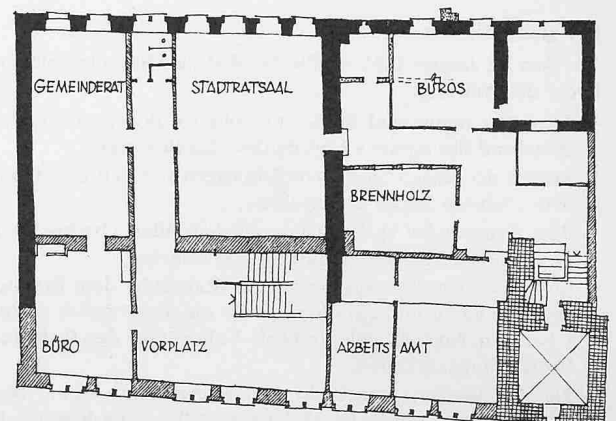 GEMEINDERAT
STADTRATSAAL
BÜROS
BRENNHOLZ
BÜRO
VORPLATZ
ARBEITS AMT